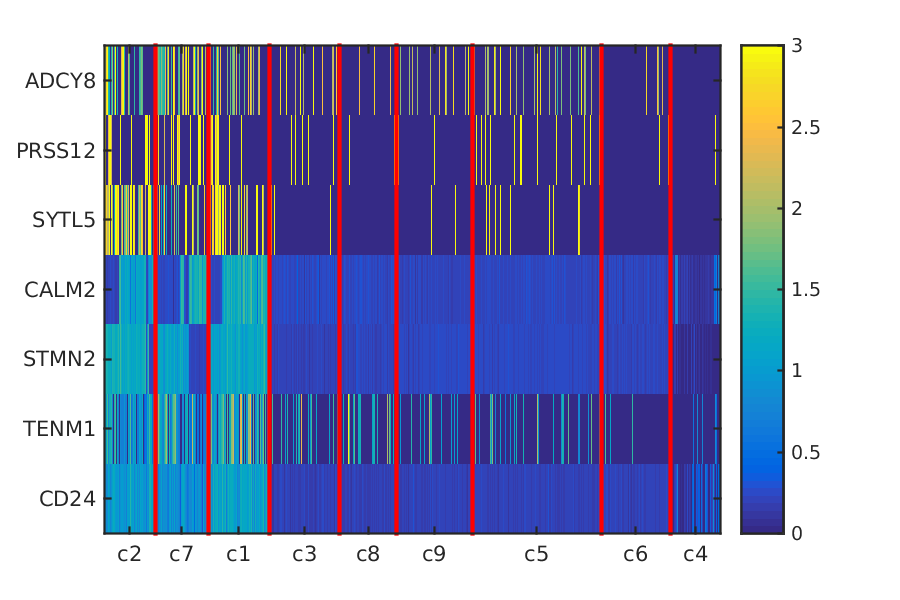 ADCY8
PRSS12
SYTL5
CALM2
STMN2
TENM1
CD24
c2 c7 c1 c3 c8 c9 c5 c6 c4
3
2.5
2
1.5
1
0.5
0